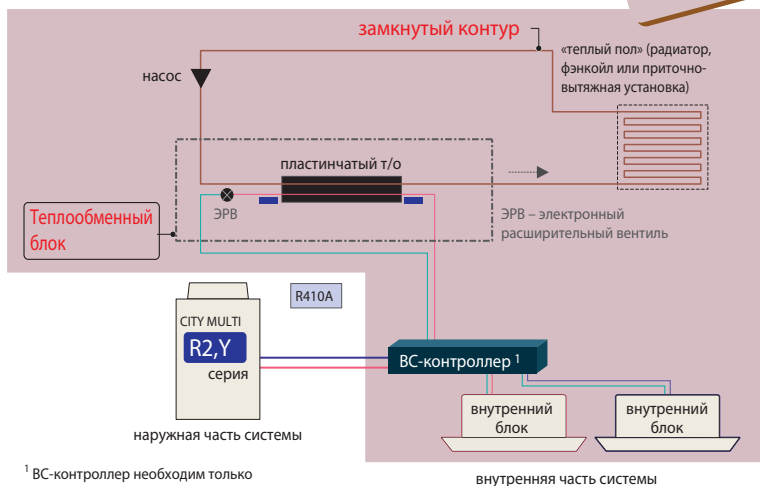 замкнутый контур
«теплый пол» (радиатор,
фэнкойл или приточно-
вытяжная установка)
насос
пластинчатый т/о
ЭРВ
ЭРВ – электронный
расширительный вентиль
Теплообменный
блок
R410A
CITY MULTI
R2,Y
серия
BC-контроллер 1
внутренний
блок
внутренний
блок
наружная часть системы
1 BC-контроллер необходим только
внутренняя часть системы